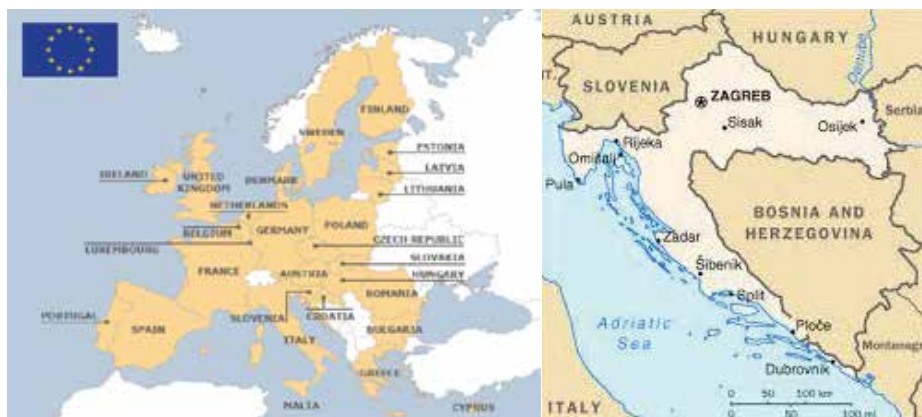 FINLAND
SWEDEN
ESTONIA
LATVIA
LITHUANIA
IRELAND
UNITED
KINGDOM
DENMARK
NETHERLANDS
GERMANY
POLAND
BELGIUM
LUXEMBOURG
CZECH REPUBLIC
SLOVAKIA
HUNGARY
FRANCE
AUSTRIA
ROMANIA
PORTUGAL
SPAIN
SLOVENIA
CROATIA
ITALY
BULGARIA
GREECE
MALTA
CYPRUS
AUSTRIA
HUNGARY
SLOVENIA
Danube
IT.
ZAGREB
Sisak
Osijek
Serbia
Rijeka
Omišalj
Pula
BOSNIA AND
HERZEGOVINA
Zadar
Šibenik
Split
Adriatic
Sea
Ploče
Montenegr
Dubrovnik
0 50 100 km
ITALY
0 50 100 mi